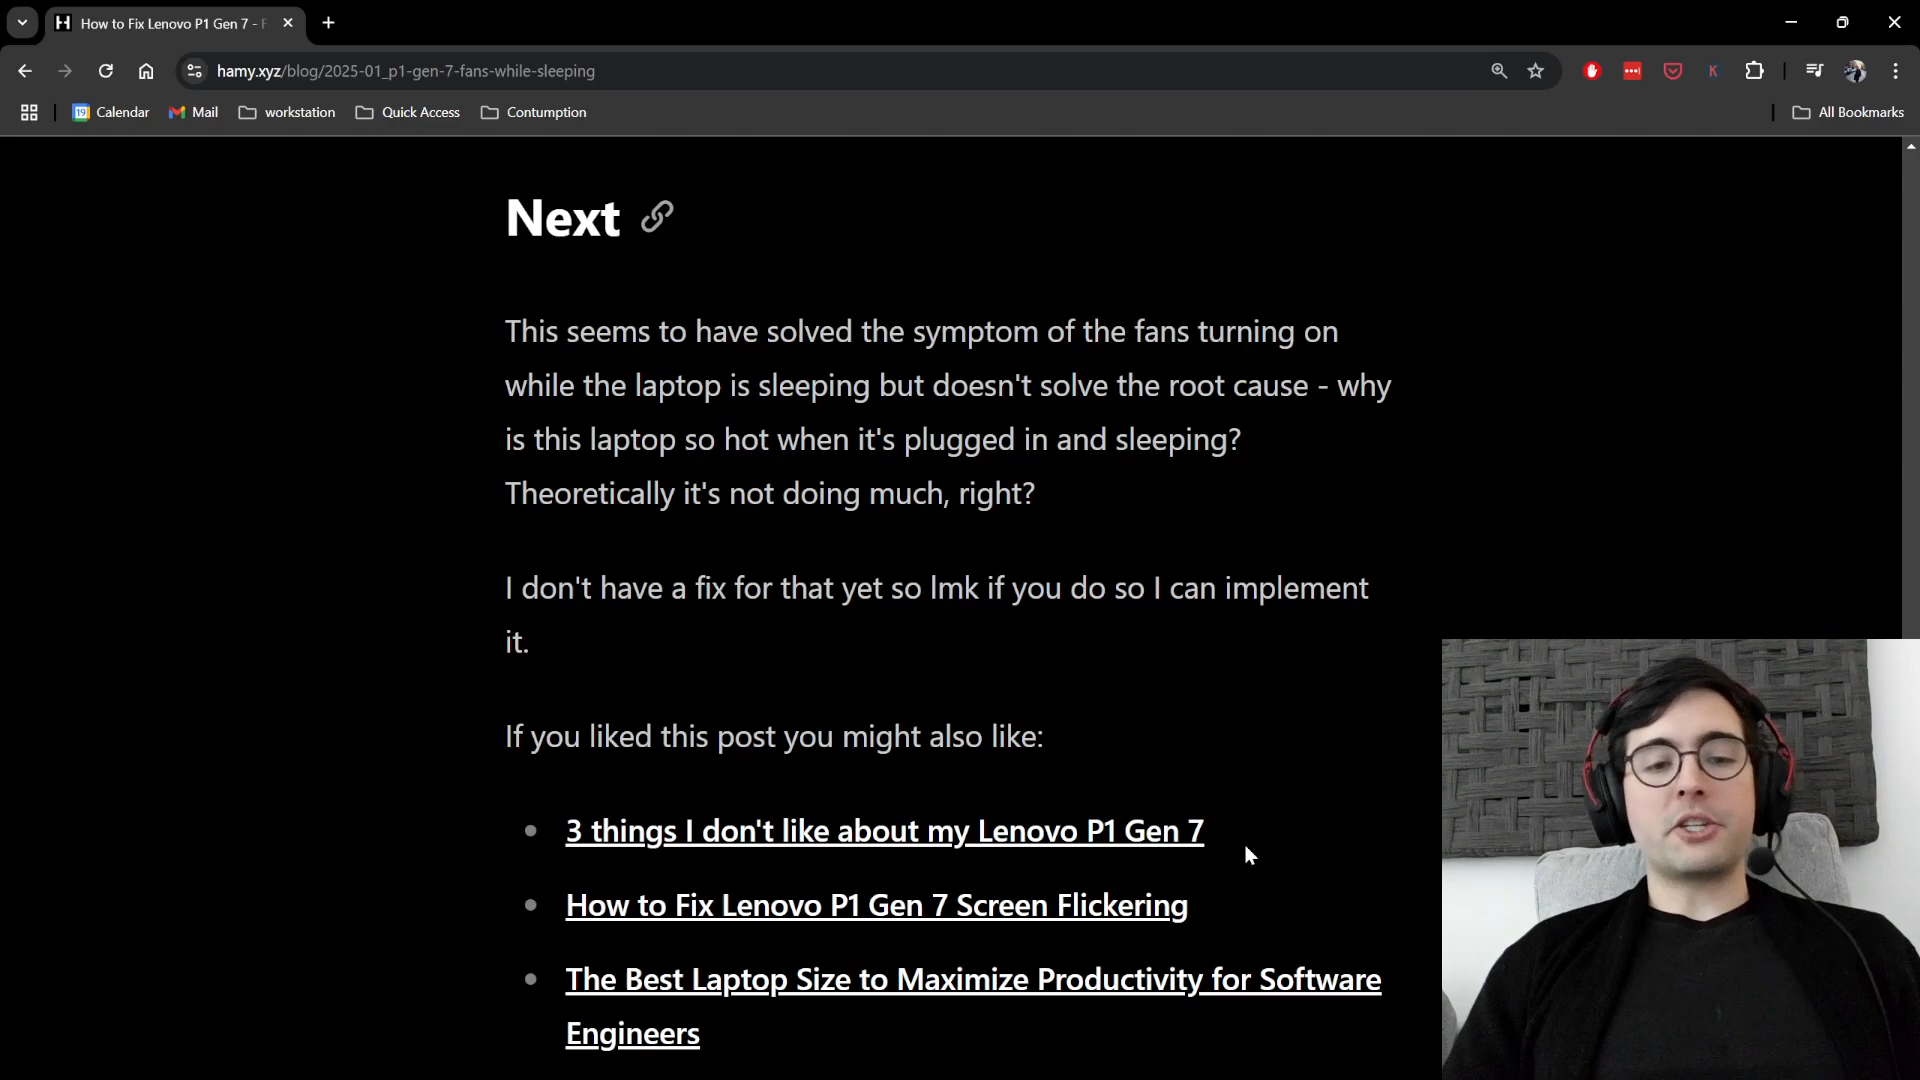 How to Fix Lenovo P1 Gen 7 - F
hamy.xyz/blog/2025-01_p1-gen-7-fans-while-sleeping
Calendar
Mail
workstation
Quick Access
Contumption
All Bookmarks
Next
This seems to have solved the symptom of the fans turning on
while the laptop is sleeping but doesn't solve the root cause - why
is this laptop so hot when it's plugged in and sleeping?
Theoretically it's not doing much, right?
I don't have a fix for that yet so lmk if you do so I can implement
it.
If you liked this post you might also like:
3 things I don't like about my Lenovo P1 Gen 7
How to Fix Lenovo P1 Gen 7 Screen Flickering
The Best Laptop Size to Maximize Productivity for Software
Engineers